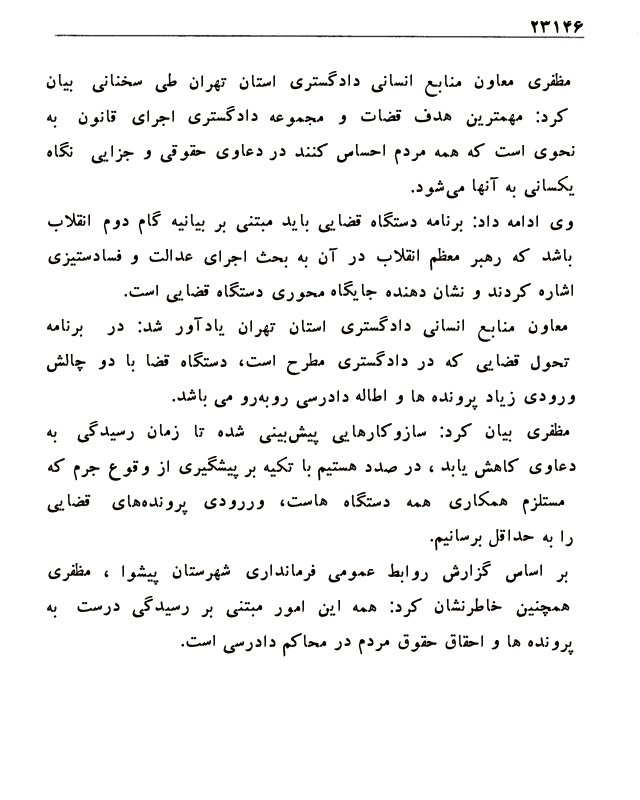 ۲۳۱۴۶
مظفری معاون منابع انسانی دادگستری استان تهران طی سخنانی بیان
کرد: مهمترین هدف قضات و مجموعه دادگستری اجرای قانون به
نحوی است که همه مردم احساس کنند در دعاوی حقوقی و جزایی نگاه
یکسانی به آنها می‌شود.
وی ادامه داد: برنامه دستگاه قضایی باید مبتنی بر بیانیه گام دوم انقلاب
باشد که رهبر معظم انقلاب در آن به بحث اجرای عدالت و فسادستیزی
اشاره کردند و نشان دهنده جایگاه محوری دستگاه قضایی است.
معاون منابع انسانی دادگستری استان تهران یادآور شد: در برنامه
تحول قضایی که در دادگستری مطرح است، دستگاه قضا با دو چالش
ورودی زیاد پرونده ها و اطاله دادرسی روبه‌رو می باشد.
مظفری بیان کرد: سازوکارهایی پیش‌بینی شده تا زمان رسیدگی به
دعاوی کاهش یابد ، در صدد هستیم با تکیه بر پیشگیری از وقوع جرم که
مستلزم همکاری همه دستگاه هاست، وررودی پرونده‌های قضایی
را به حداقل برسانیم.
بر اساس گزارش روابط عمومی فرمانداری شهرستان پیشوا ، مظفری
همچنین خاطرنشان کرد: همه این امور مبتنی بر رسیدگی درست به
پرونده ها و احقاق حقوق مردم در محاکم دادرسی است.